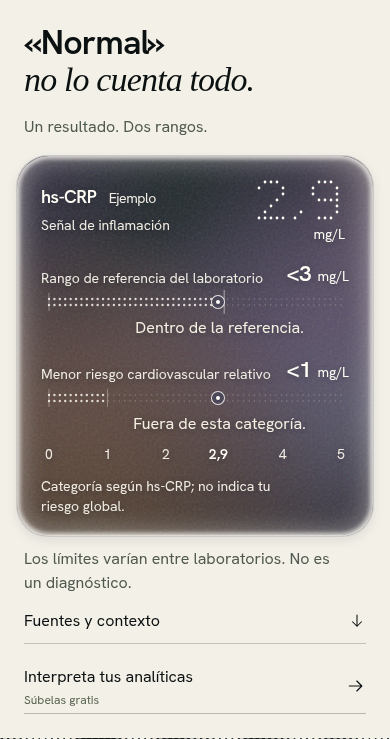 «Normal»
no lo cuenta todo.
Un resultado. Dos rangos.
hs-CRP Ejemplo
2,9
Señal de inflamación
mg/L
Rango de referencia del laboratorio <3 mg/L
Dentro de la referencia.
Menor riesgo cardiovascular relativo <1 mg/L
Fuera de esta categoría.
0 1 2 2,9 4 5
Categoría según hs-CRP; no indica tu
riesgo global.
Los límites varían entre laboratorios. No es
un diagnóstico.
Fuentes y contexto ↓
Interpreta tus analíticas →
Súbelas gratis